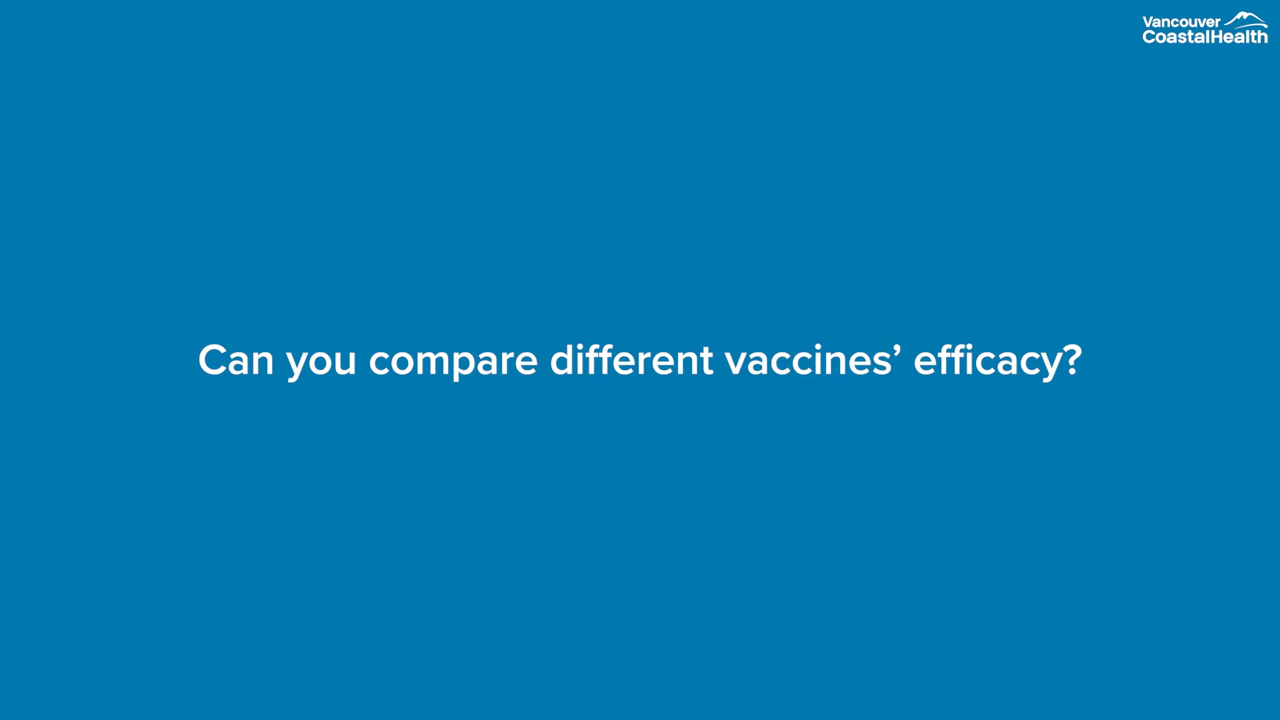 Vancouver
CoastalHealth
Can you compare different vaccines’ efficacy?